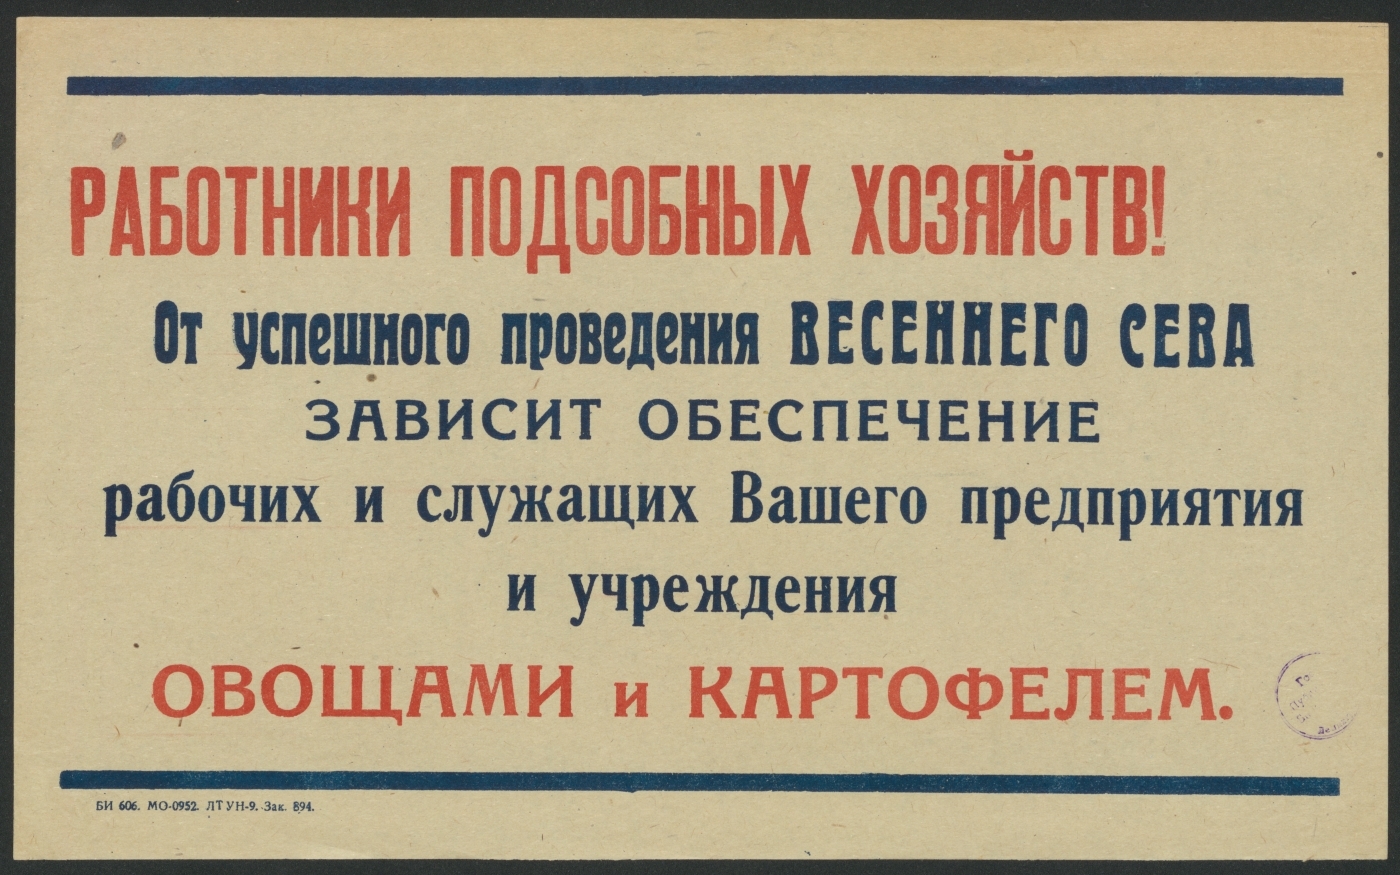 РАБОТНИКИ ПОДСОБНЫХ ХОЗЯЙСТВ!
От успешного проведения ВЕСЕННЕГО СЕВА
ЗАВИСИТ ОБЕСПЕЧЕНИЕ
рабочих и служащих Вашего предприятия
и учреждения
ОВОЩАМИ и КАРТОФЕЛЕМ.
БИ 606. МО-0952. ЛТ УН-9. Зак. 894.